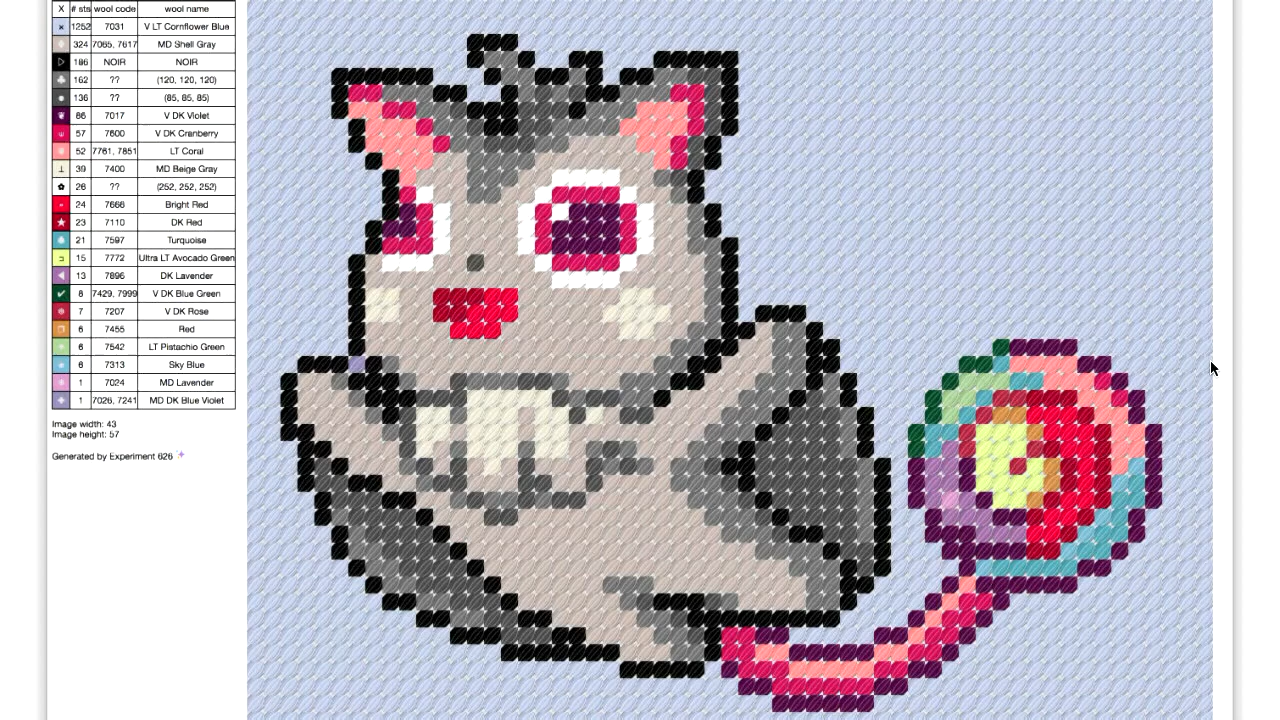 X # sts wool code wool name
× 1252 7031 V LT Cornflower Blue
324 7065, 7617 MD Shell Gray
186 NOIR NOIR
162 ?? (120, 120, 120)
136 ?? (85, 85, 85)
86 7017 V DK Violet
57 7600 V DK Cranberry
52 7761, 7851 LT Coral
39 7400 MD Beige Gray
26 ?? (252, 252, 252)
24 7666 Bright Red
23 7110 DK Red
21 7597 Turquoise
15 7772 Ultra LT Avocado Green
13 7896 DK Lavender
8 7429, 7999 V DK Blue Green
7 7207 V DK Rose
6 7455 Red
6 7542 LT Pistachio Green
6 7313 Sky Blue
1 7024 MD Lavender
1 7026, 7241 MD DK Blue Violet
Image width: 43
Image height: 57
Generated by Experiment 626